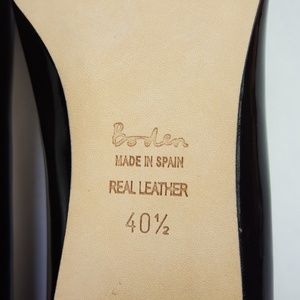 Boden
MADE IN SPAIN
REAL LEATHER
40½